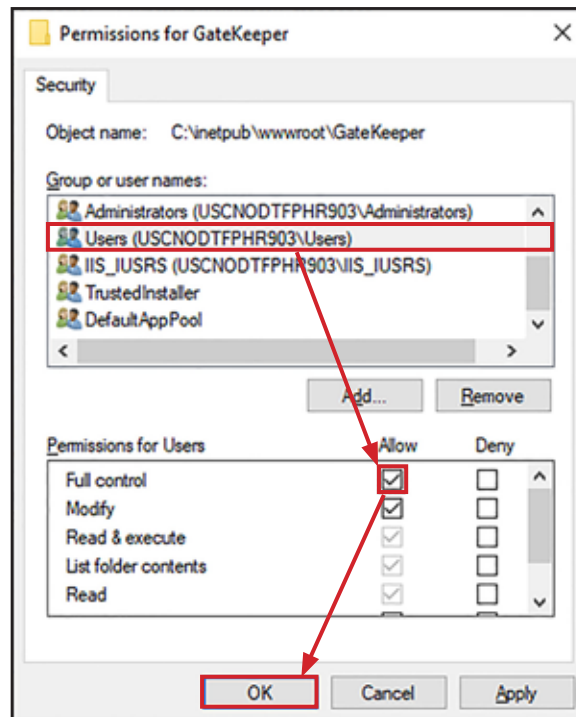 Permissions for GateKeeper
Security
Object name: C:\inetpub\wwwroot\GateKeeper
Group or user names:
Administrators (USCNODTFPHR903\Administrators)
Users (USCNODTFPHR903\Users)
IIS_IUSRS (USCNODTFPHR903\IIS_IUSRS)
TrustedInstaller
DefaultAppPool
Add... Remove
Permissions for Users Allow Deny
Full control
Modify
Read & execute
List folder contents
Read
OK Cancel Apply